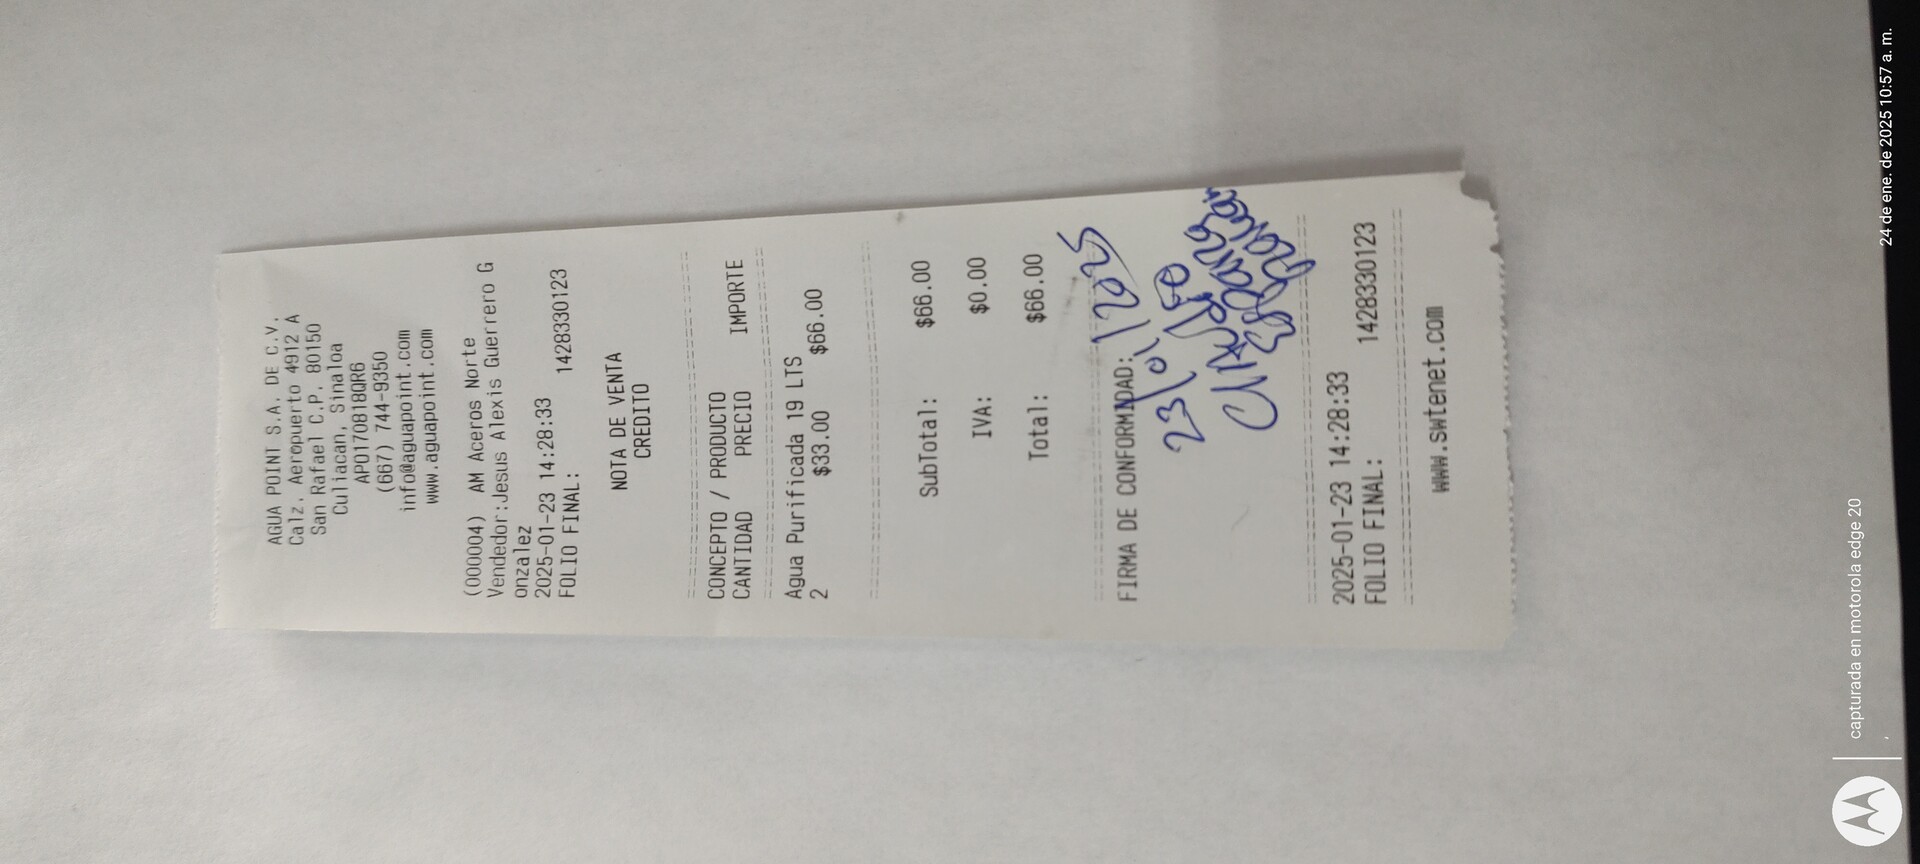 AGUA POINT S.A. DE C.V.
Calz. Aeropuerto 4912 A
San Rafael C.P. 80150
Culiacan, Sinaloa
APO170818QR6
(667) 744-9350
info@aguapoint.com
www.aguapoint.com
(000004) AM Aceros Norte
Vendedor:Jesus Alexis Guerrero G
onzalez
2025-01-23 14:28:33
FOLIO FINAL: 1428330123
NOTA DE VENTA
CREDITO
CONCEPTO / PRODUCTO
CANTIDAD PRECIO IMPORTE
Agua Purificada 19 LTS
2 $33.00 $66.00
SubTotal: $66.00
IVA: $0.00
Total: $66.00
FIRMA DE CONFORMIDAD:
23/01/2025
2025-01-23 14:28:33
FOLIO FINAL: 1428330123
www.swtenet.com
capturada en motorola edge 20
24 de ene. de 2025 10:57 a. m.